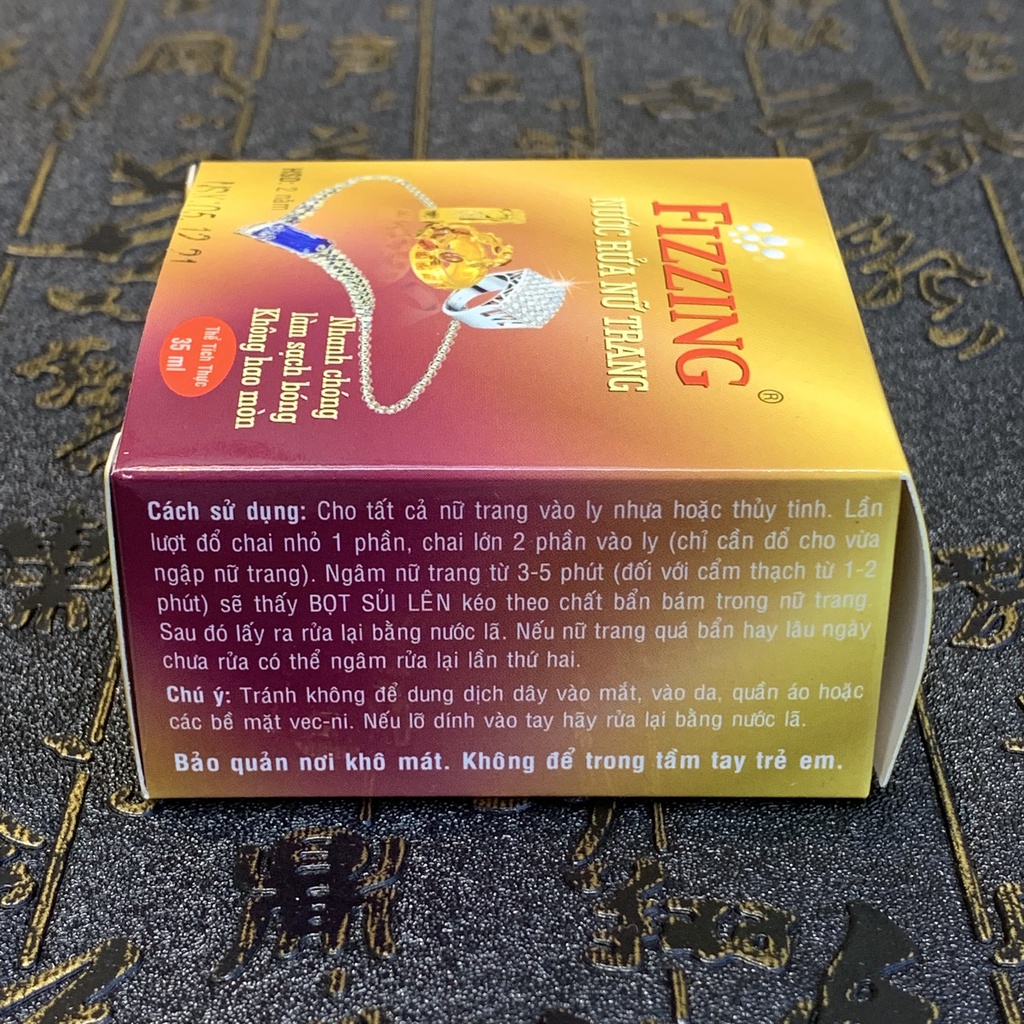 FIZZING®
NƯỚC RỬA NỮ TRANG
Nhanh chóng
làm sạch bóng
Không hao mòn
Thể Tích Thực
35 ml
HSD: 2 năm
Cách sử dụng: Cho tất cả nữ trang vào ly nhựa hoặc thủy tinh. Lần
lượt đổ chai nhỏ 1 phần, chai lớn 2 phần vào ly (chỉ cần đổ cho vừa
ngập nữ trang). Ngâm nữ trang từ 3-5 phút (đối với cẩm thạch từ 1-2
phút) sẽ thấy BỌT SỦI LÊN kéo theo chất bẩn bám trong nữ trang.
Sau đó lấy ra rửa lại bằng nước lã. Nếu nữ trang quá bẩn hay lâu ngày
chưa rửa có thể ngâm rửa lại lần thứ hai.
Chú ý: Tránh không để dung dịch dây vào mắt, vào da, quần áo hoặc
các bề mặt vec-ni. Nếu lỡ dính vào tay hãy rửa lại bằng nước lã.
Bảo quản nơi khô mát. Không để trong tầm tay trẻ em.